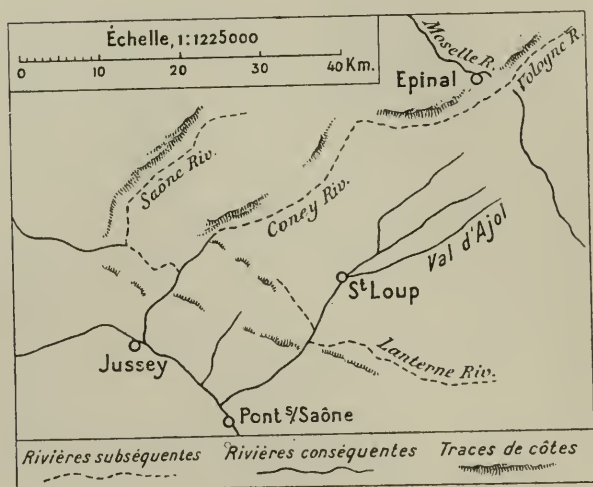 Échelle, 1:1225000
0 10 20 30 40 Km.
Moselle R.
Vologne R.
Epinal
Saône Riv.
Coney Riv.
Val d'Ajol
St Loup
Lanterne Riv.
Jussey
Pont s/Saône
Rivières subséquentes Rivières conséquentes Traces de côtes